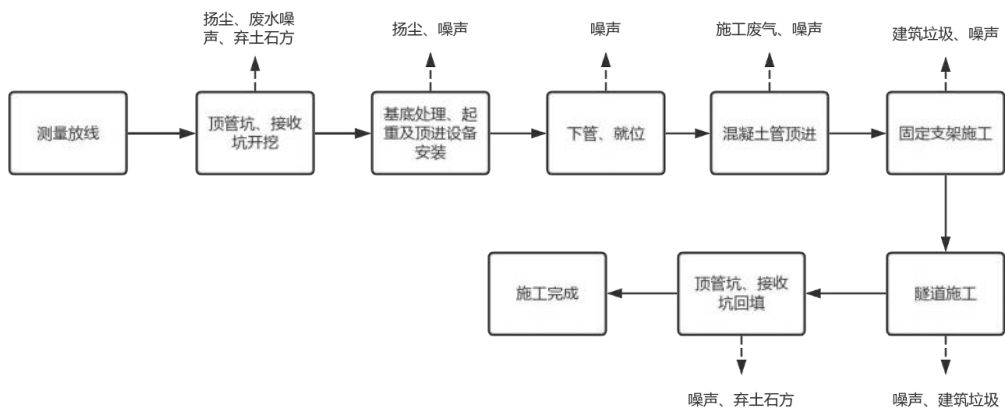 扬尘、废水噪
声、弃土石方
扬尘、噪声
噪声
施工废气、噪声
建筑垃圾、噪声
测量放线
顶管坑、接收
坑开挖
基底处理、起
重及顶进设备
安装
下管、就位
混凝土管顶进
固定支架施工
施工完成
顶管坑、接收
坑回填
隧道施工
噪声、弃土石方
噪声、建筑垃圾